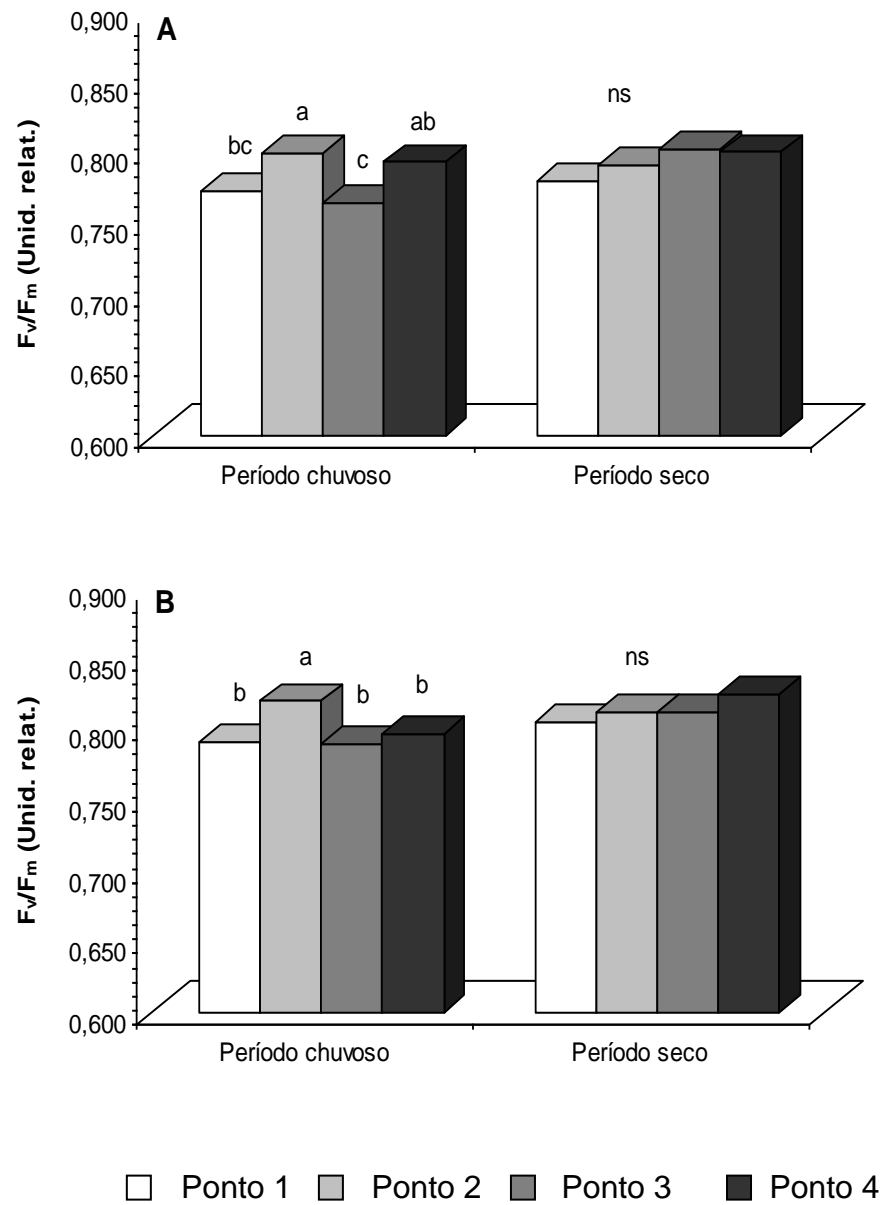 A
0,900
0,850
0,800
0,750
0,700
0,650
0,600
Fᵥ/Fₘ (Unid. relat.)
bc
a
c
ab
ns
Período chuvoso
Período seco
B
0,900
0,850
0,800
0,750
0,700
0,650
0,600
Fᵥ/Fₘ (Unid. relat.)
b
a
b
b
ns
Período chuvoso
Período seco
Ponto 1 Ponto 2 Ponto 3 Ponto 4